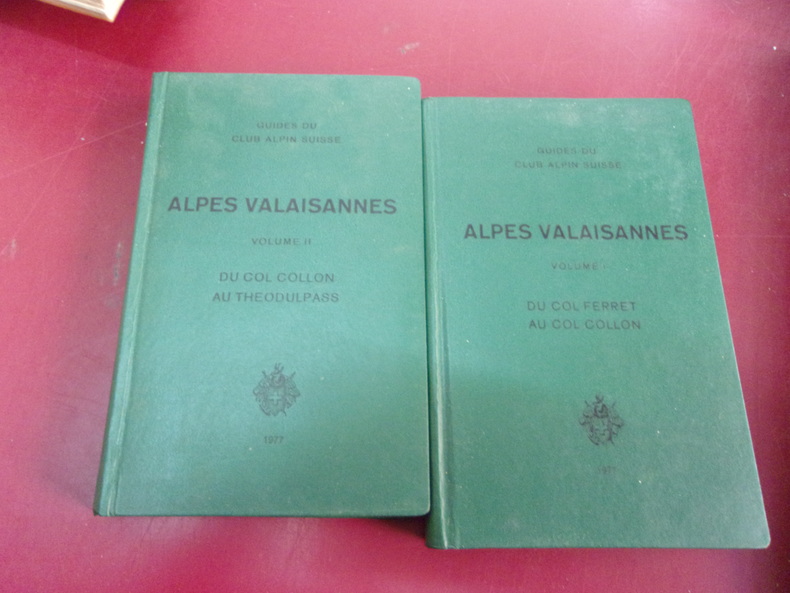 GUIDES DU
CLUB ALPIN SUISSE
ALPES VALAISANNES
VOLUME II
DU COL COLLON
AU THEODULPASS
1977
GUIDES DU
CLUB ALPIN SUISSE
ALPES VALAISANNES
VOLUME I
DU COL FERRET
AU COL COLLON